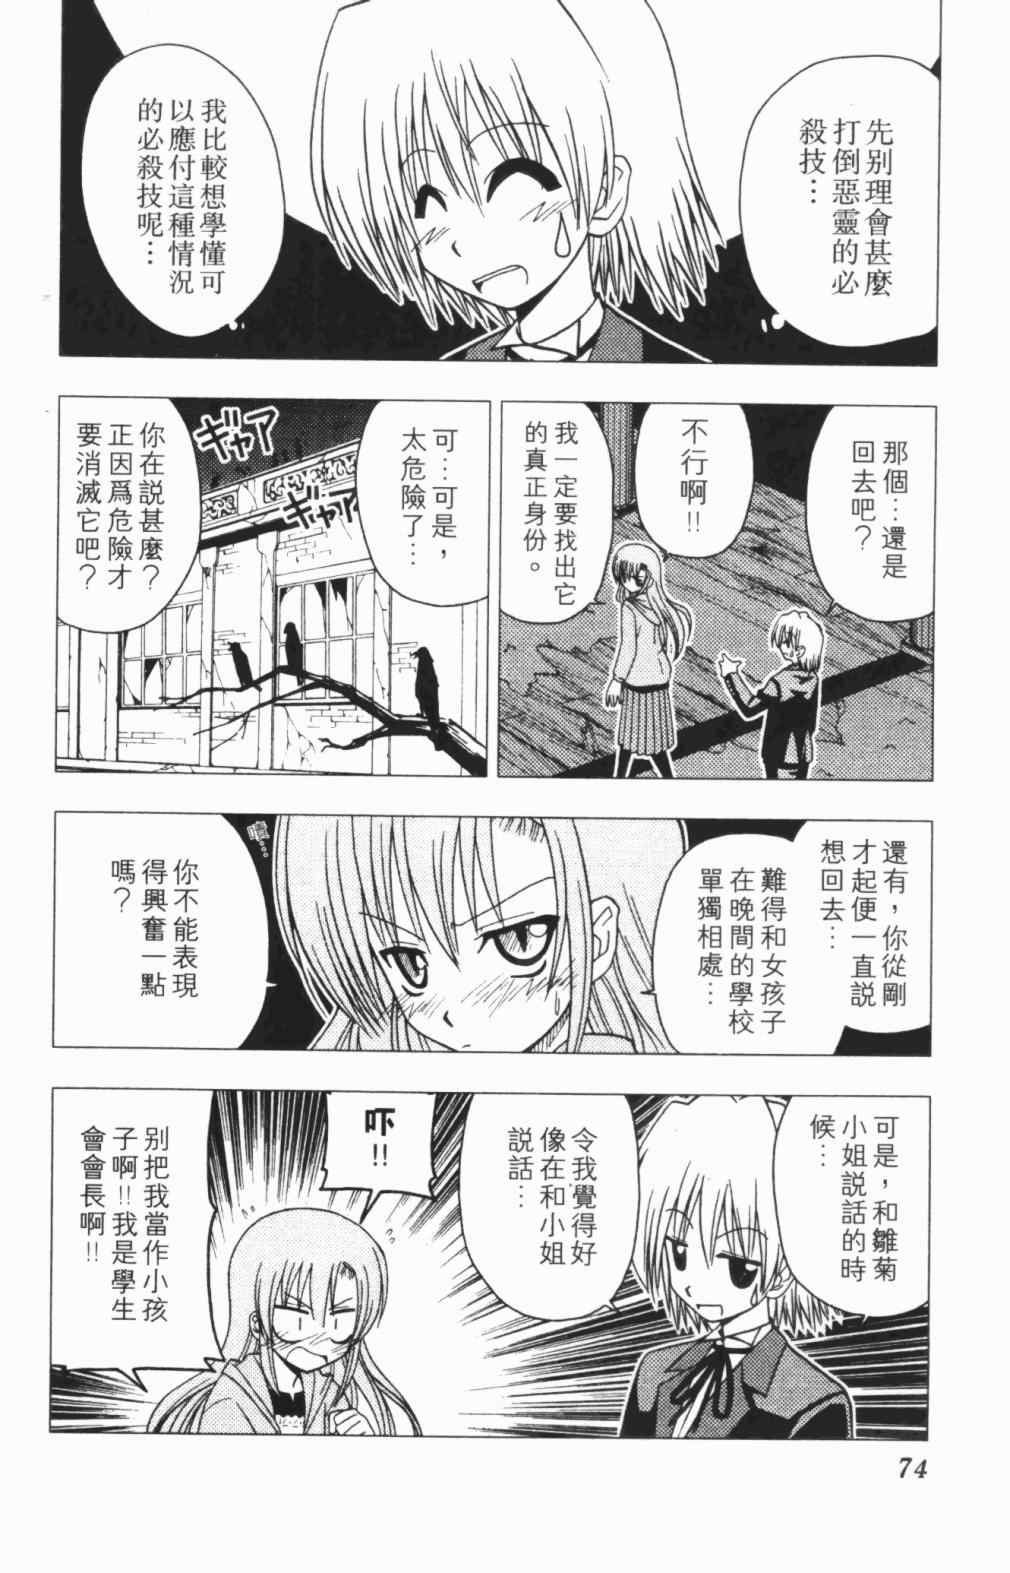 先別理會甚麼
打倒惡靈的必
殺技…
我比較想學懂可
以應付這種情況
的必殺技呢…
那個…還是
回去吧？
不行啊!!
我一定要找出它
的真正身份。
可…可是，
太危險了…
ギャア
ギャア
你在説甚麼？
正因爲危險才
要消滅它吧？
還有，你從剛
才起便一直説
想回去…
難得和女孩子
在晚間的學校
單獨相處…
嘖…
你不能表現
得興奮一點
嗎？
可是，和雛菊
小姐説話的時
候…
令我覺得好
像在和小姐
説話…
吓!!
別把我當作小孩
子啊!!我是學生
會會長啊!!
74